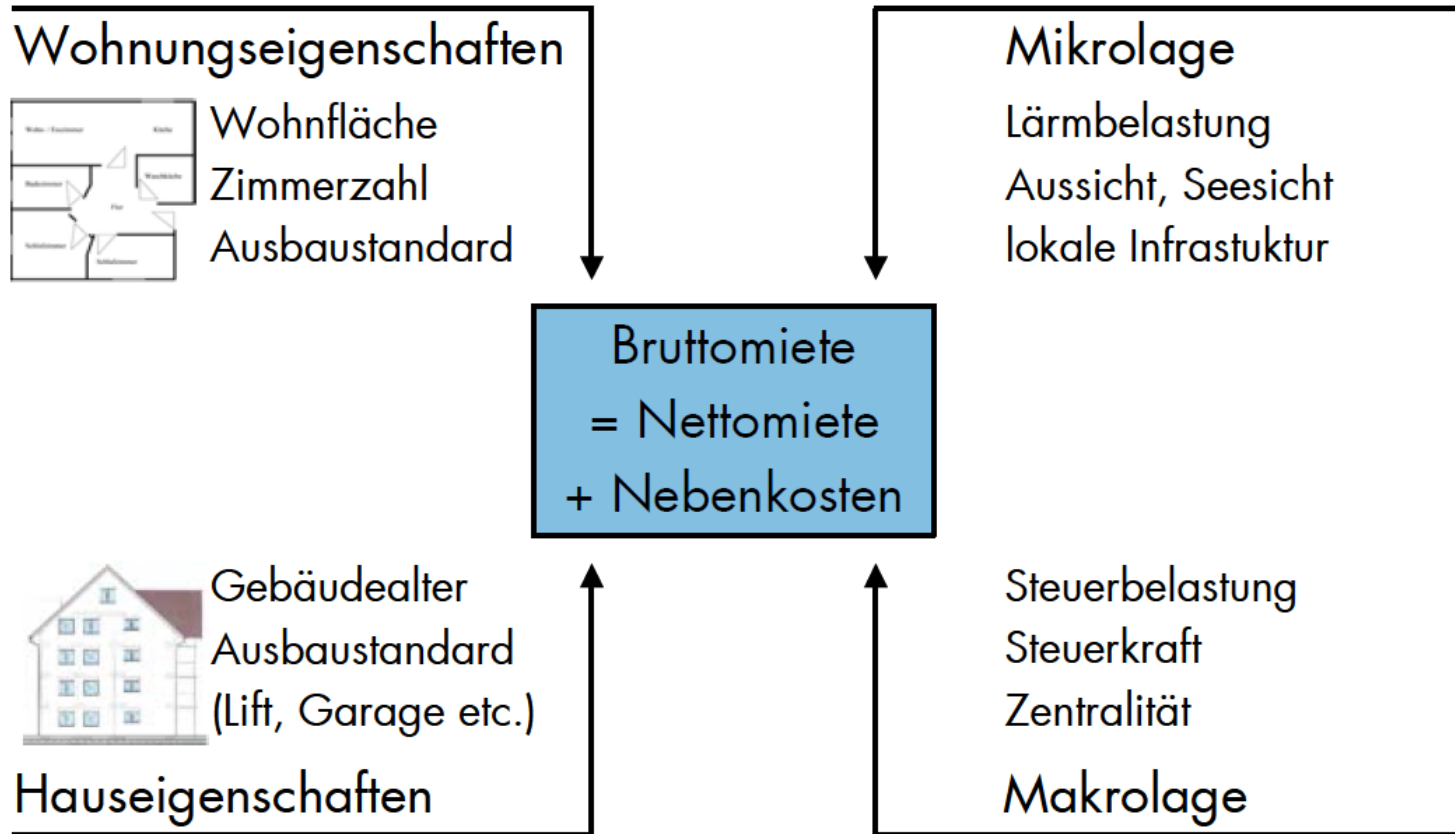 Wohnungseigenschaften
Wohnfläche
Zimmerzahl
Ausbaustandard
Mikrolage
Lärmbelastung
Aussicht, Seesicht
lokale Infrastuktur
Bruttomiete
= Nettomiete
+ Nebenkosten
Gebäudealter
Ausbaustandard
(Lift, Garage etc.)
Hauseigenschaften
Steuerbelastung
Steuerkraft
Zentralität
Makrolage